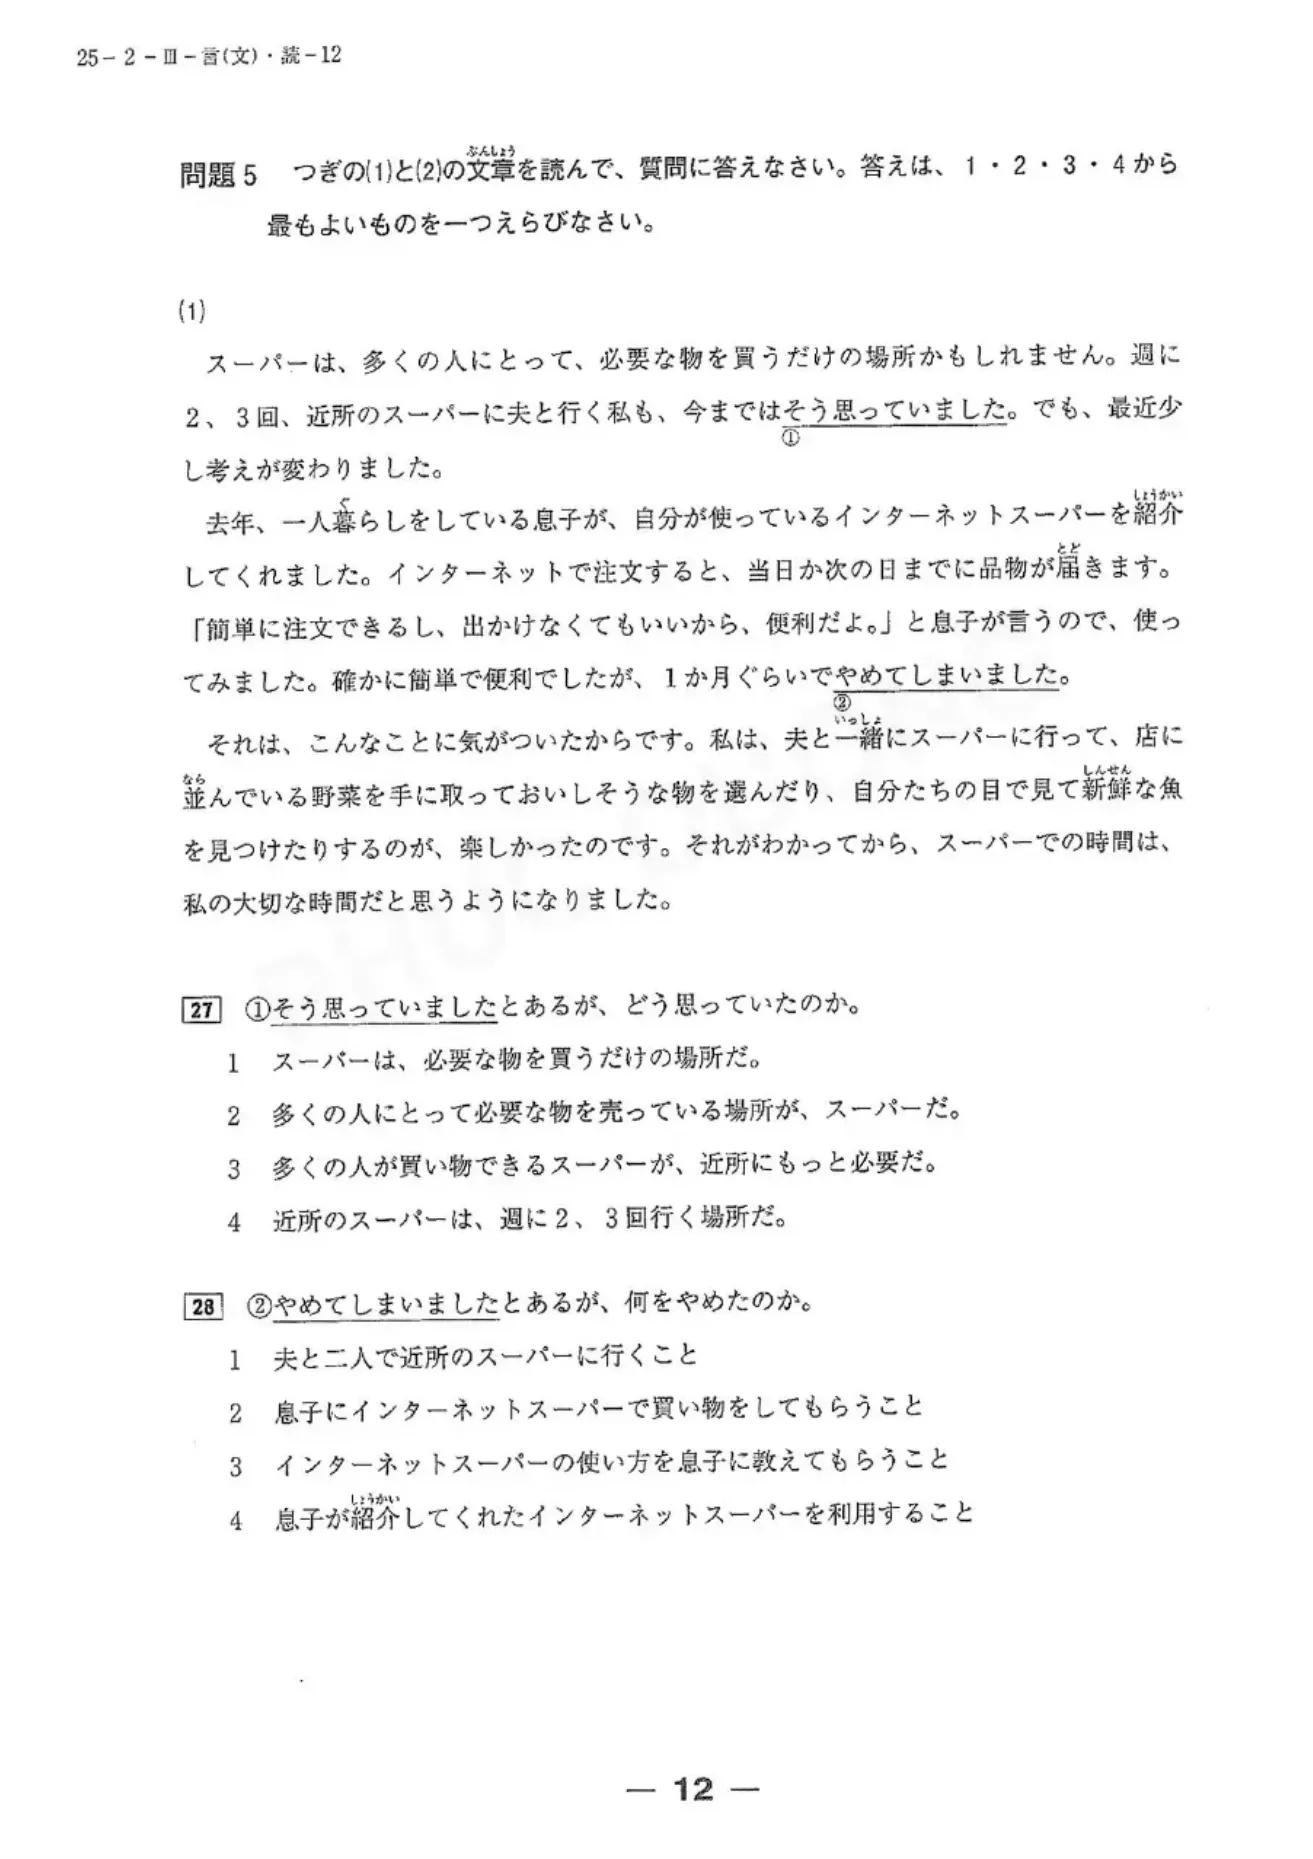 25－2－Ⅲ－言(文)・読－12
問題5　つぎの(1)と(2)の文章を読んで、質問に答えなさい。答えは、1・2・3・4から
ぶんしょう
最もよいものを一つえらびなさい。
(1)
スーパーは、多くの人にとって、必要な物を買うだけの場所かもしれません。週に
2、3回、近所のスーパーに夫と行く私も、今まではそう思っていました。でも、最近少
①
し考えが変わりました。
く　しょうかい
去年、一人暮らしをしている息子が、自分が使っているインターネットスーパーを紹介
とど
してくれました。インターネットで注文すると、当日か次の日までに品物が届きます。
「簡単に注文できるし、出かけなくてもいいから、便利だよ。」と息子が言うので、使っ
てみました。確かに簡単で便利でしたが、1か月ぐらいでやめてしまいました。
②
いっしょ
それは、こんなことに気がついたからです。私は、夫と一緒にスーパーに行って、店に
なら　しんせん
並んでいる野菜を手に取っておいしそうな物を選んだり、自分たちの目で見て新鮮な魚
を見つけたりするのが、楽しかったのです。それがわかってから、スーパーでの時間は、
私の大切な時間だと思うようになりました。
27　①そう思っていましたとあるが、どう思っていたのか。
1　スーパーは、必要な物を買うだけの場所だ。
2　多くの人にとって必要な物を売っている場所が、スーパーだ。
3　多くの人が買い物できるスーパーが、近所にもっと必要だ。
4　近所のスーパーは、週に2、3回行く場所だ。
28　②やめてしまいましたとあるが、何をやめたのか。
1　夫と二人で近所のスーパーに行くこと
2　息子にインターネットスーパーで買い物をしてもらうこと
3　インターネットスーパーの使い方を息子に教えてもらうこと
しょうかい
4　息子が紹介してくれたインターネットスーパーを利用すること
— 12 —